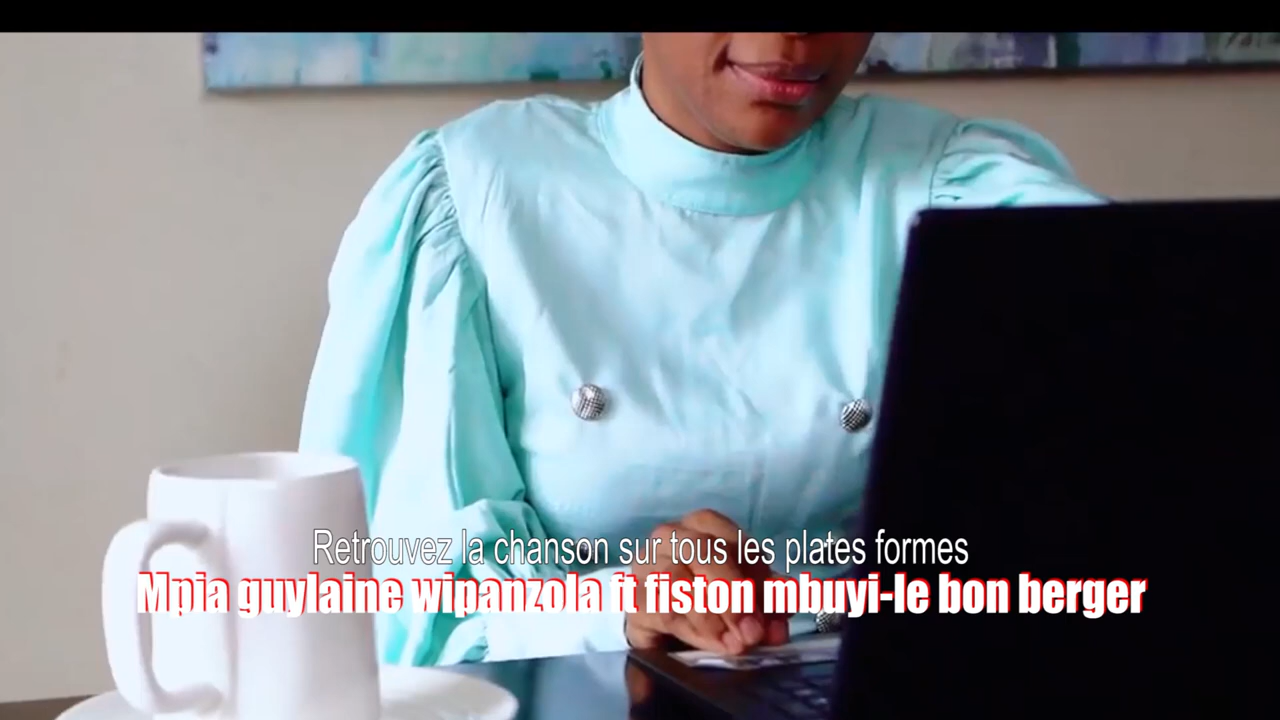 Retrouvez la chanson sur tous les plates formes
Mpia guylaine wipanzola ft fiston mbuyi-le bon berger